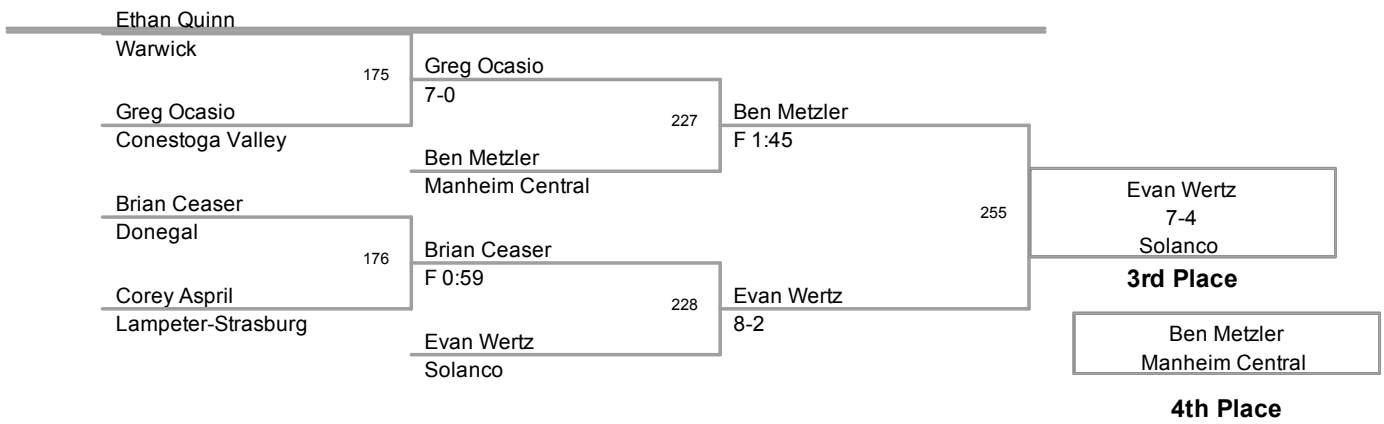 Ethan Quinn
Warwick
175
Greg Ocasio
7-0
Greg Ocasio
Conestoga Valley
227
Ben Metzler
F 1:45
Ben Metzler
Manheim Central
Brian Ceaser
Donegal
255
Evan Wertz
7-4
Solanco
3rd Place
176
Brian Ceaser
F 0:59
Corey Aspril
Lampeter-Strasburg
228
Evan Wertz
8-2
Evan Wertz
Solanco
Ben Metzler
Manheim Central
4th Place